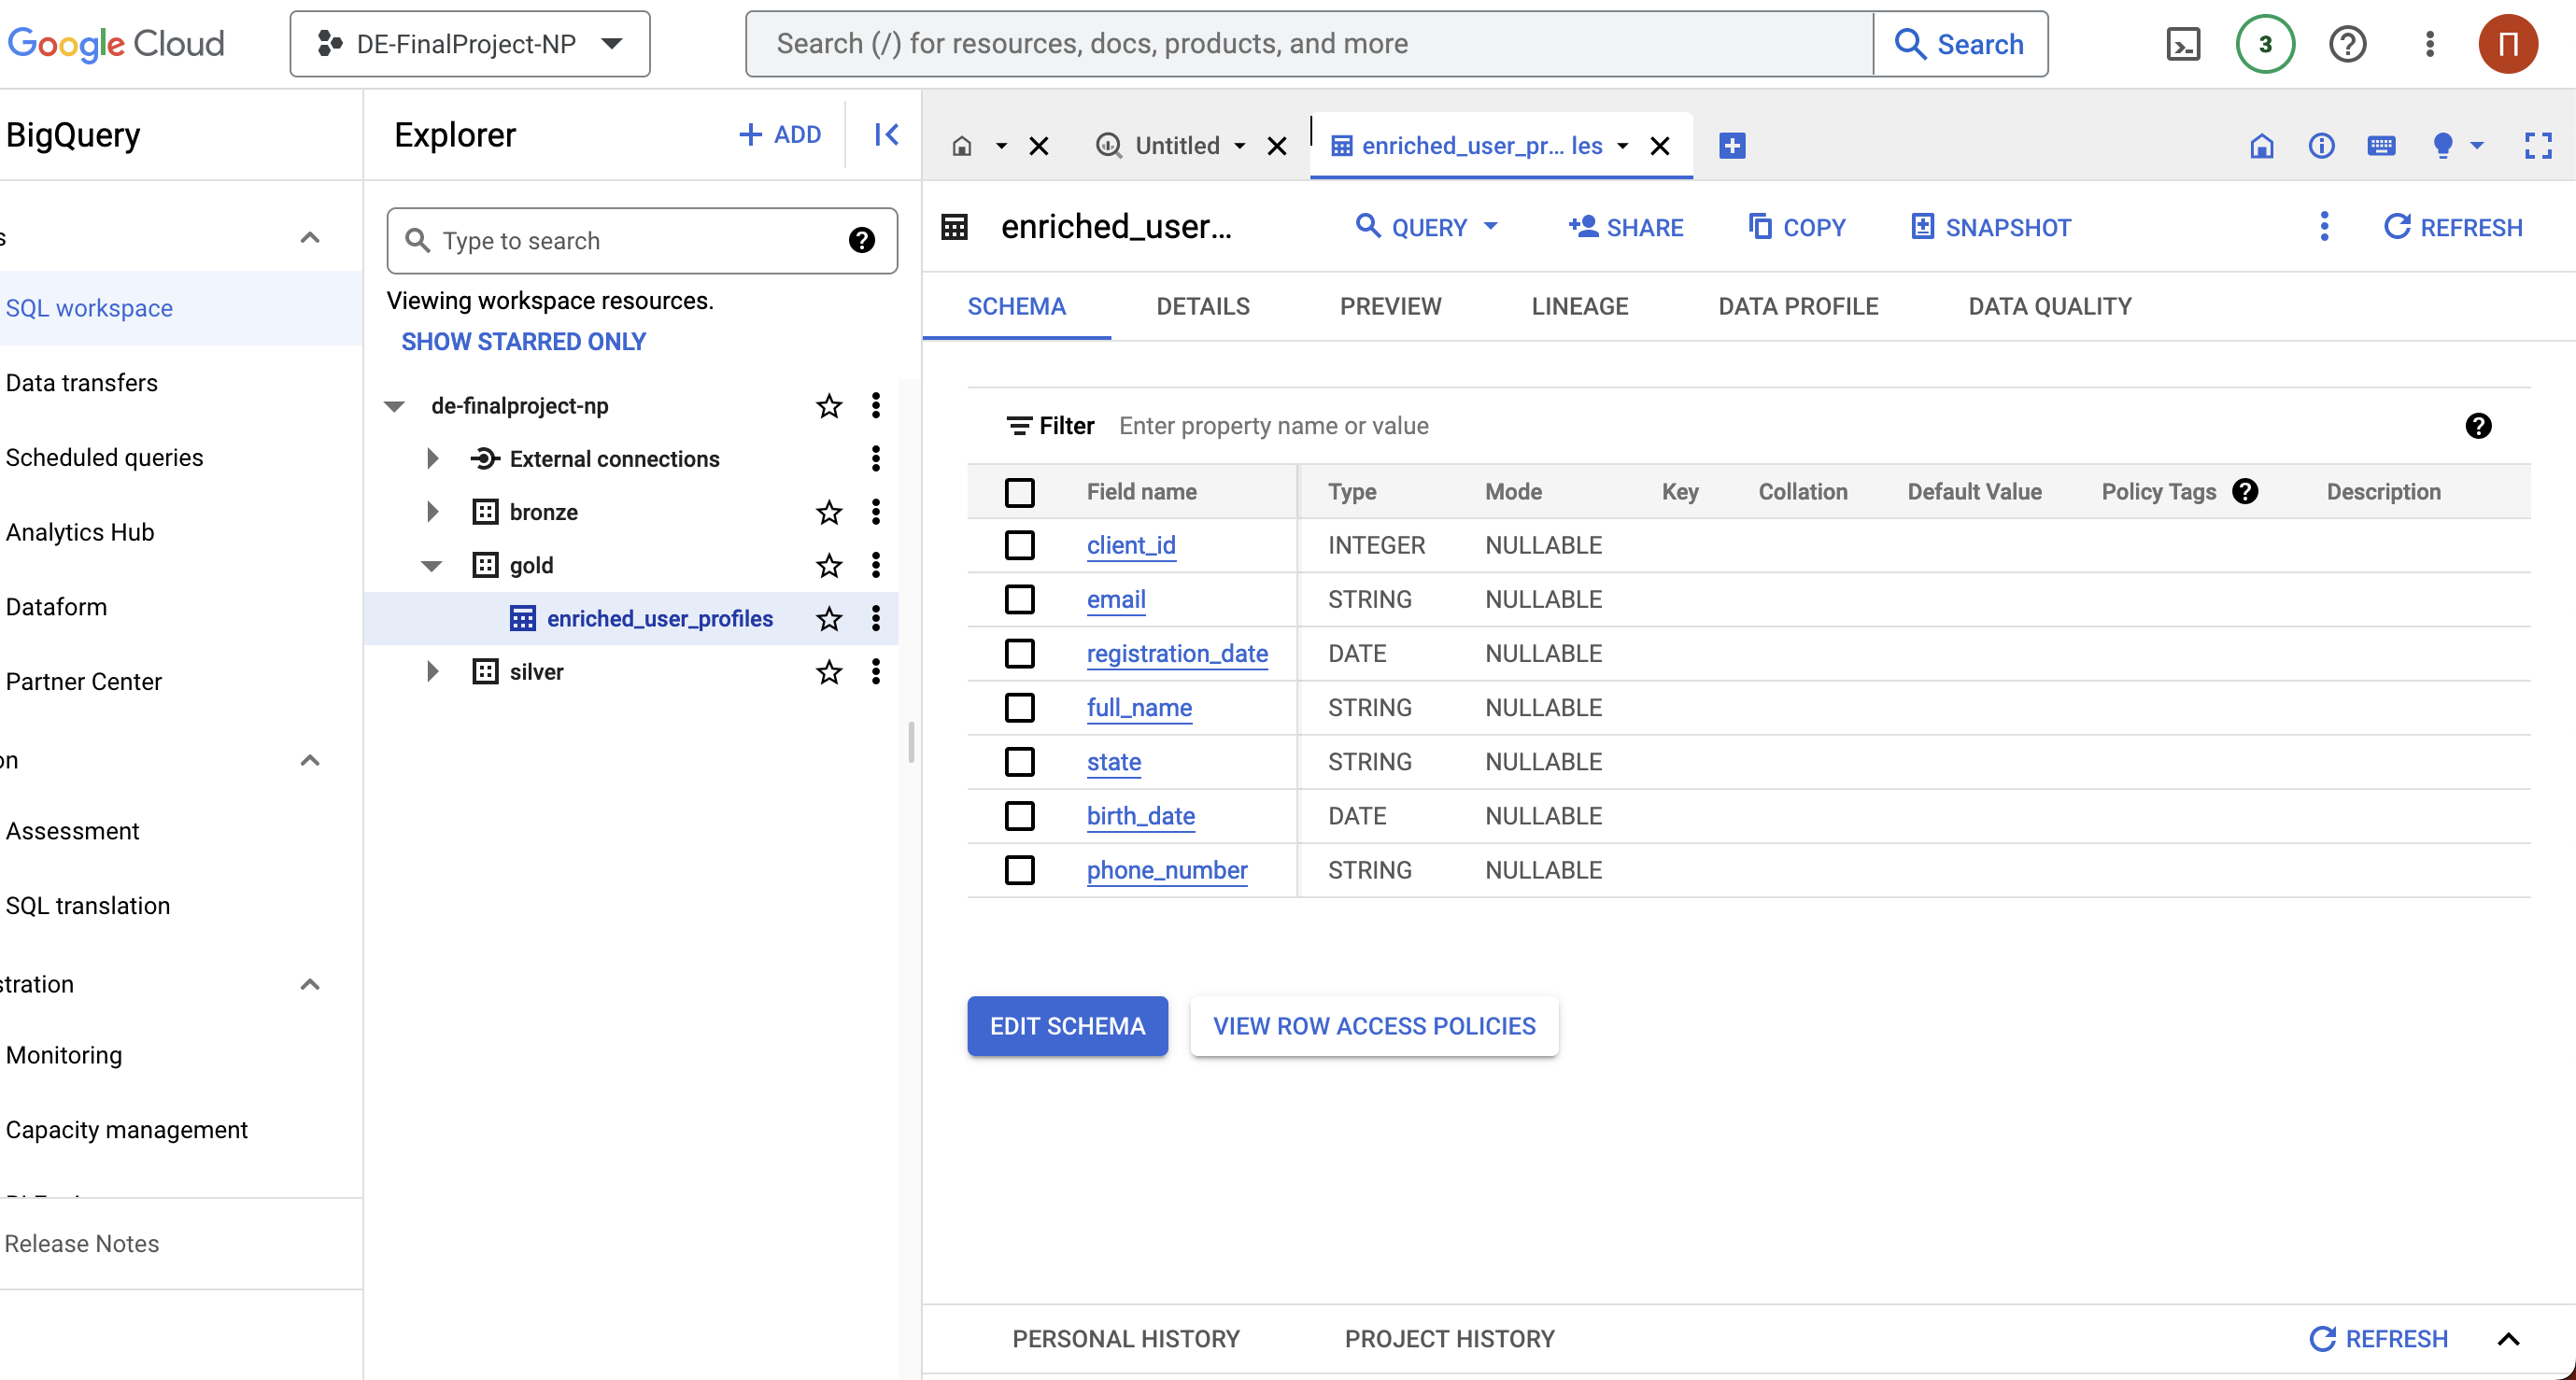 Google Cloud
DE-FinalProject-NP
Search (/) for resources, docs, products, and more
Search
3
П
BigQuery
s
SQL workspace
Data transfers
Scheduled queries
Analytics Hub
Dataform
Partner Center
on
Assessment
SQL translation
stration
Monitoring
Capacity management
Release Notes
Explorer
+ ADD
Type to search
Viewing workspace resources.
SHOW STARRED ONLY
de-finalproject-np
External connections
bronze
gold
enriched_user_profiles
silver
Untitled
enriched_user_pr... les
enriched_user...
QUERY
SHARE
COPY
SNAPSHOT
REFRESH
SCHEMA DETAILS PREVIEW LINEAGE DATA PROFILE DATA QUALITY
Filter Enter property name or value
Field name Type Mode Key Collation Default Value Policy Tags Description
client_id INTEGER NULLABLE
email STRING NULLABLE
registration_date DATE NULLABLE
full_name STRING NULLABLE
state STRING NULLABLE
birth_date DATE NULLABLE
phone_number STRING NULLABLE
EDIT SCHEMA
VIEW ROW ACCESS POLICIES
PERSONAL HISTORY PROJECT HISTORY REFRESH